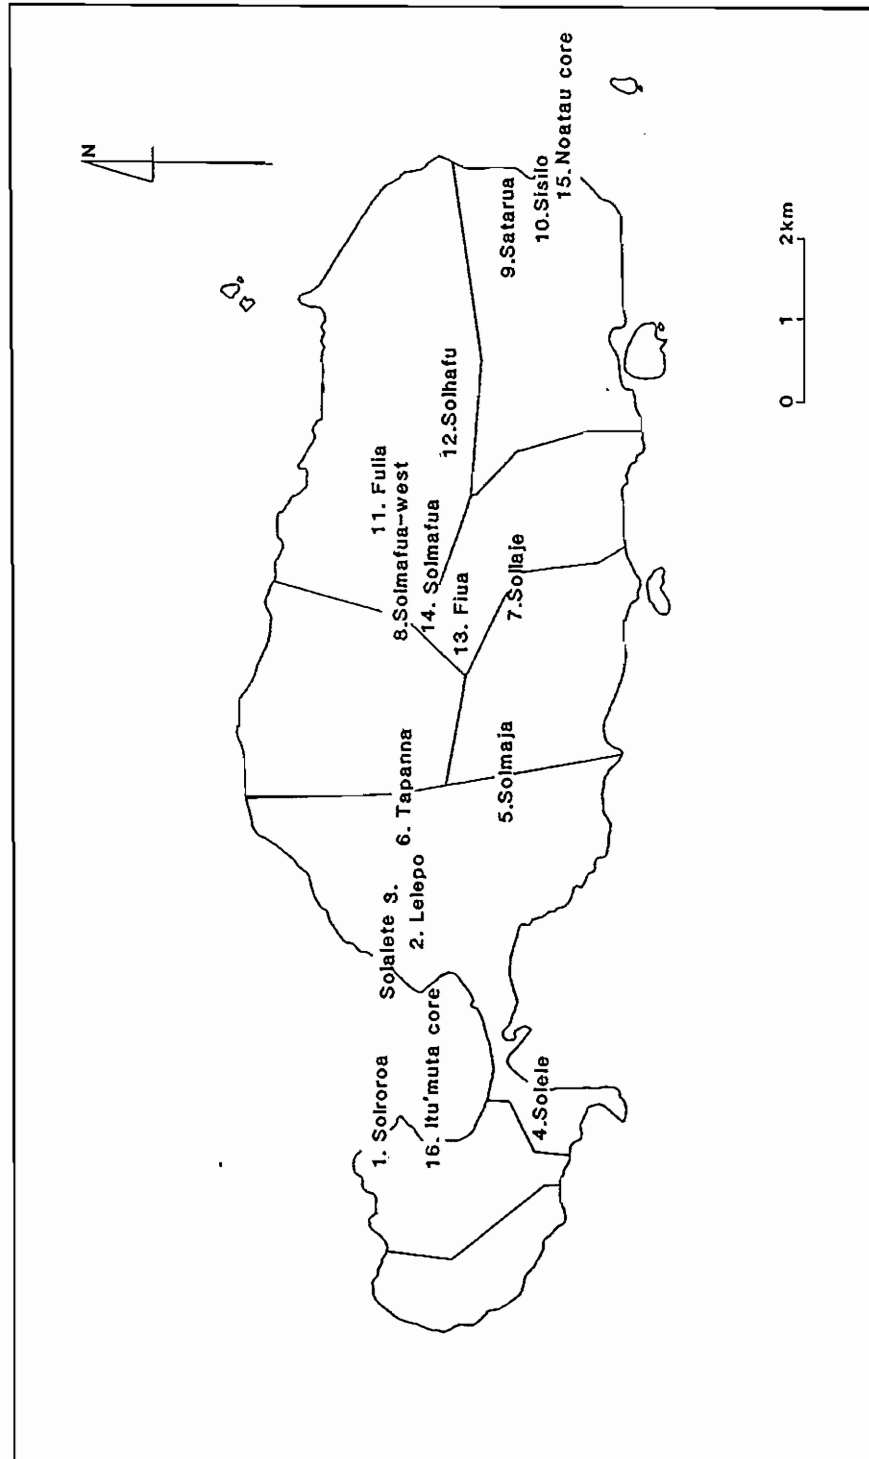 N
1. Solroroa
Solalete 3.
11. Fulia
8.Solmafua-west
6. Tapanna
2. Lelepo
14. Solmafua
16. Itu'muta core
12.Solhafu
13. Fiua
5.Solmaja
9.Satarua
7.Sollaje
4.Solele
10.Sisilo
15. Noatau core
0 1 2km